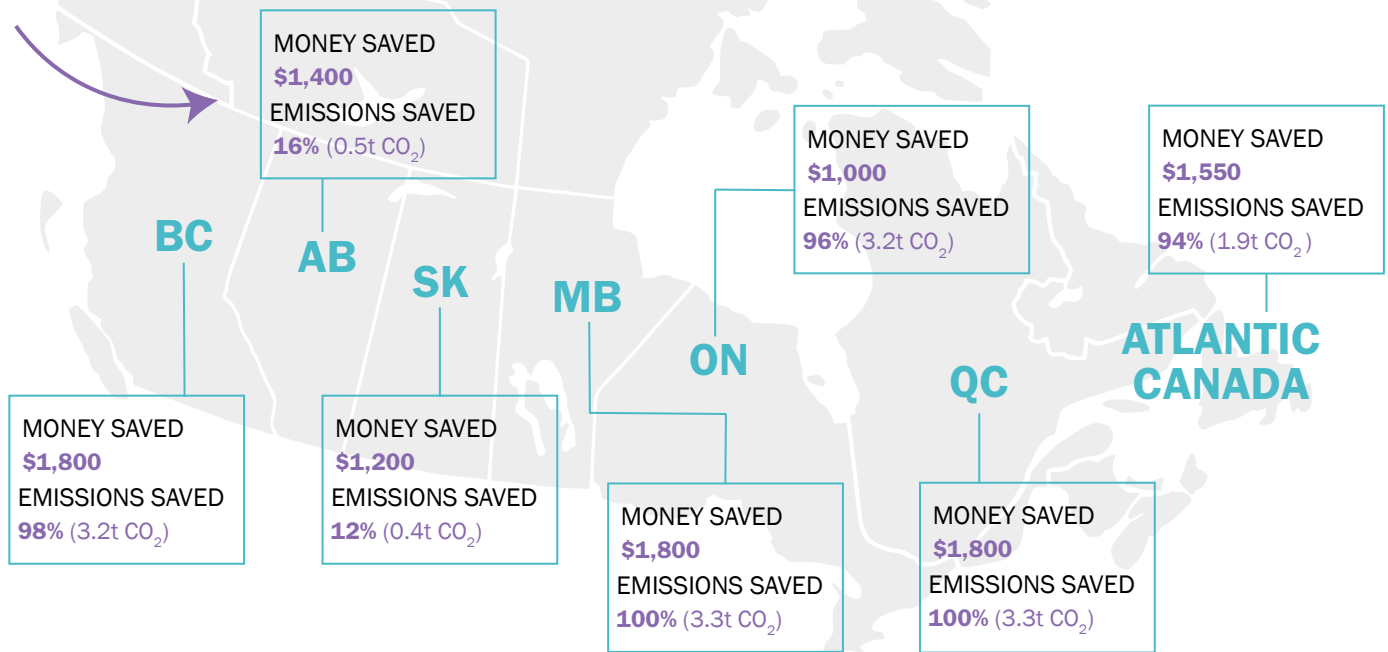 MONEY SAVED
$1,400
EMISSIONS SAVED
16% (0.5t CO₂)
AB
BC
MONEY SAVED
$1,800
EMISSIONS SAVED
98% (3.2t CO₂)
SK
MONEY SAVED
$1,200
EMISSIONS SAVED
12% (0.4t CO₂)
MB
MONEY SAVED
$1,800
EMISSIONS SAVED
100% (3.3t CO₂)
MONEY SAVED
$1,000
EMISSIONS SAVED
96% (3.2t CO₂)
ON
QC
MONEY SAVED
$1,800
EMISSIONS SAVED
100% (3.3t CO₂)
MONEY SAVED
$1,550
EMISSIONS SAVED
94% (1.9t CO₂ )
ATLANTIC
CANADA